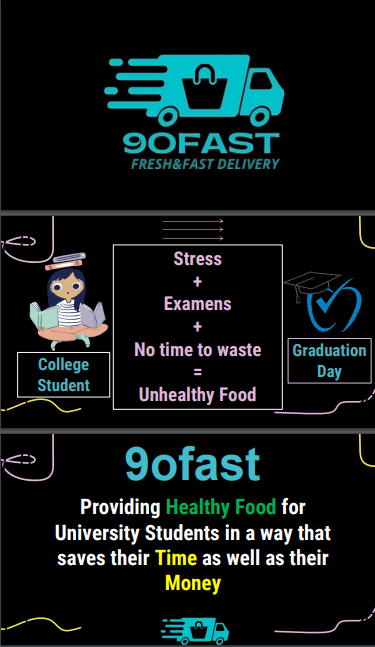 9OFAST
FRESH&FAST DELIVERY
Stress
+
Examens
+
No time to waste
=
Unhealthy Food
College
Student
Graduation
Day
9ofast
Providing Healthy Food for
University Students in a way that
saves their Time as well as their
Money